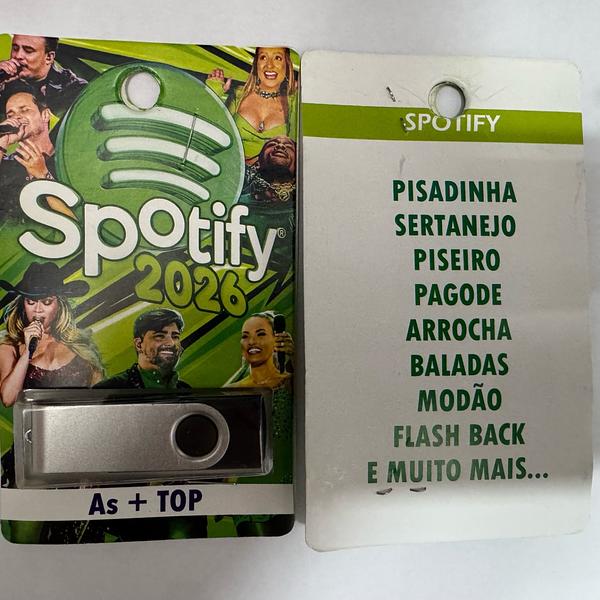 Spotify®
2026
As + TOP
SPOTIFY
PISADINHA
SERTANEJO
PISEIRO
PAGODE
ARROCHA
BALADAS
MODÃO
FLASH BACK
E MUITO MAIS...